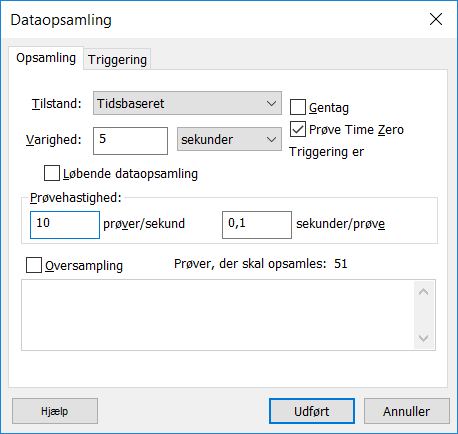 Dataopsamling
Opsamling Triggering
Tilstand: Tidsbaseret Gentag
Prøve Time Zero
Varighed: 5 sekunder
Triggering er
Løbende dataopsamling
Prøvehastighed:
10 prøver/sekund 0,1 sekunder/prøve
Oversampling Prøver, der skal opsamles: 51
Hjælp Udført Annuller